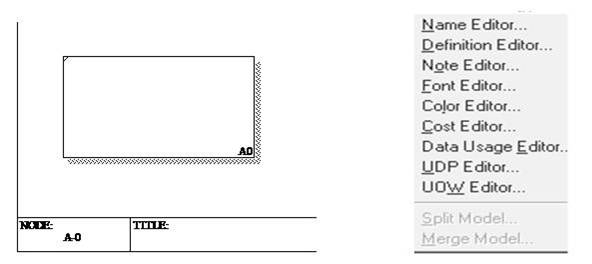 A0
NODE:
A-0
TITLE:
Name Editor...
Definition Editor...
Note Editor...
Font Editor...
Color Editor...
Cost Editor...
Data Usage Editor..
UDP Editor...
UOW Editor...
Split Model...
Merge Model...